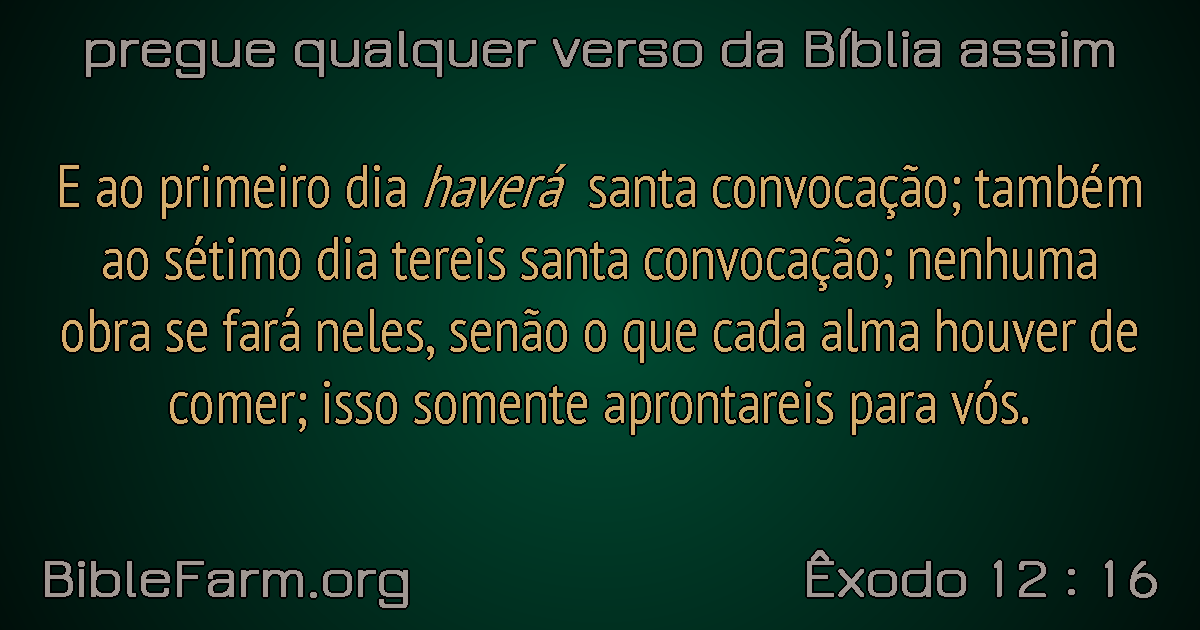 pregue qualquer verso da Bíblia assim
E ao primeiro dia haverá santa convocação; também
ao sétimo dia tereis santa convocação; nenhuma
obra se fará neles, senão o que cada alma houver de
comer; isso somente aprontareis para vós.
BibleFarm.org
Êxodo 12 : 16